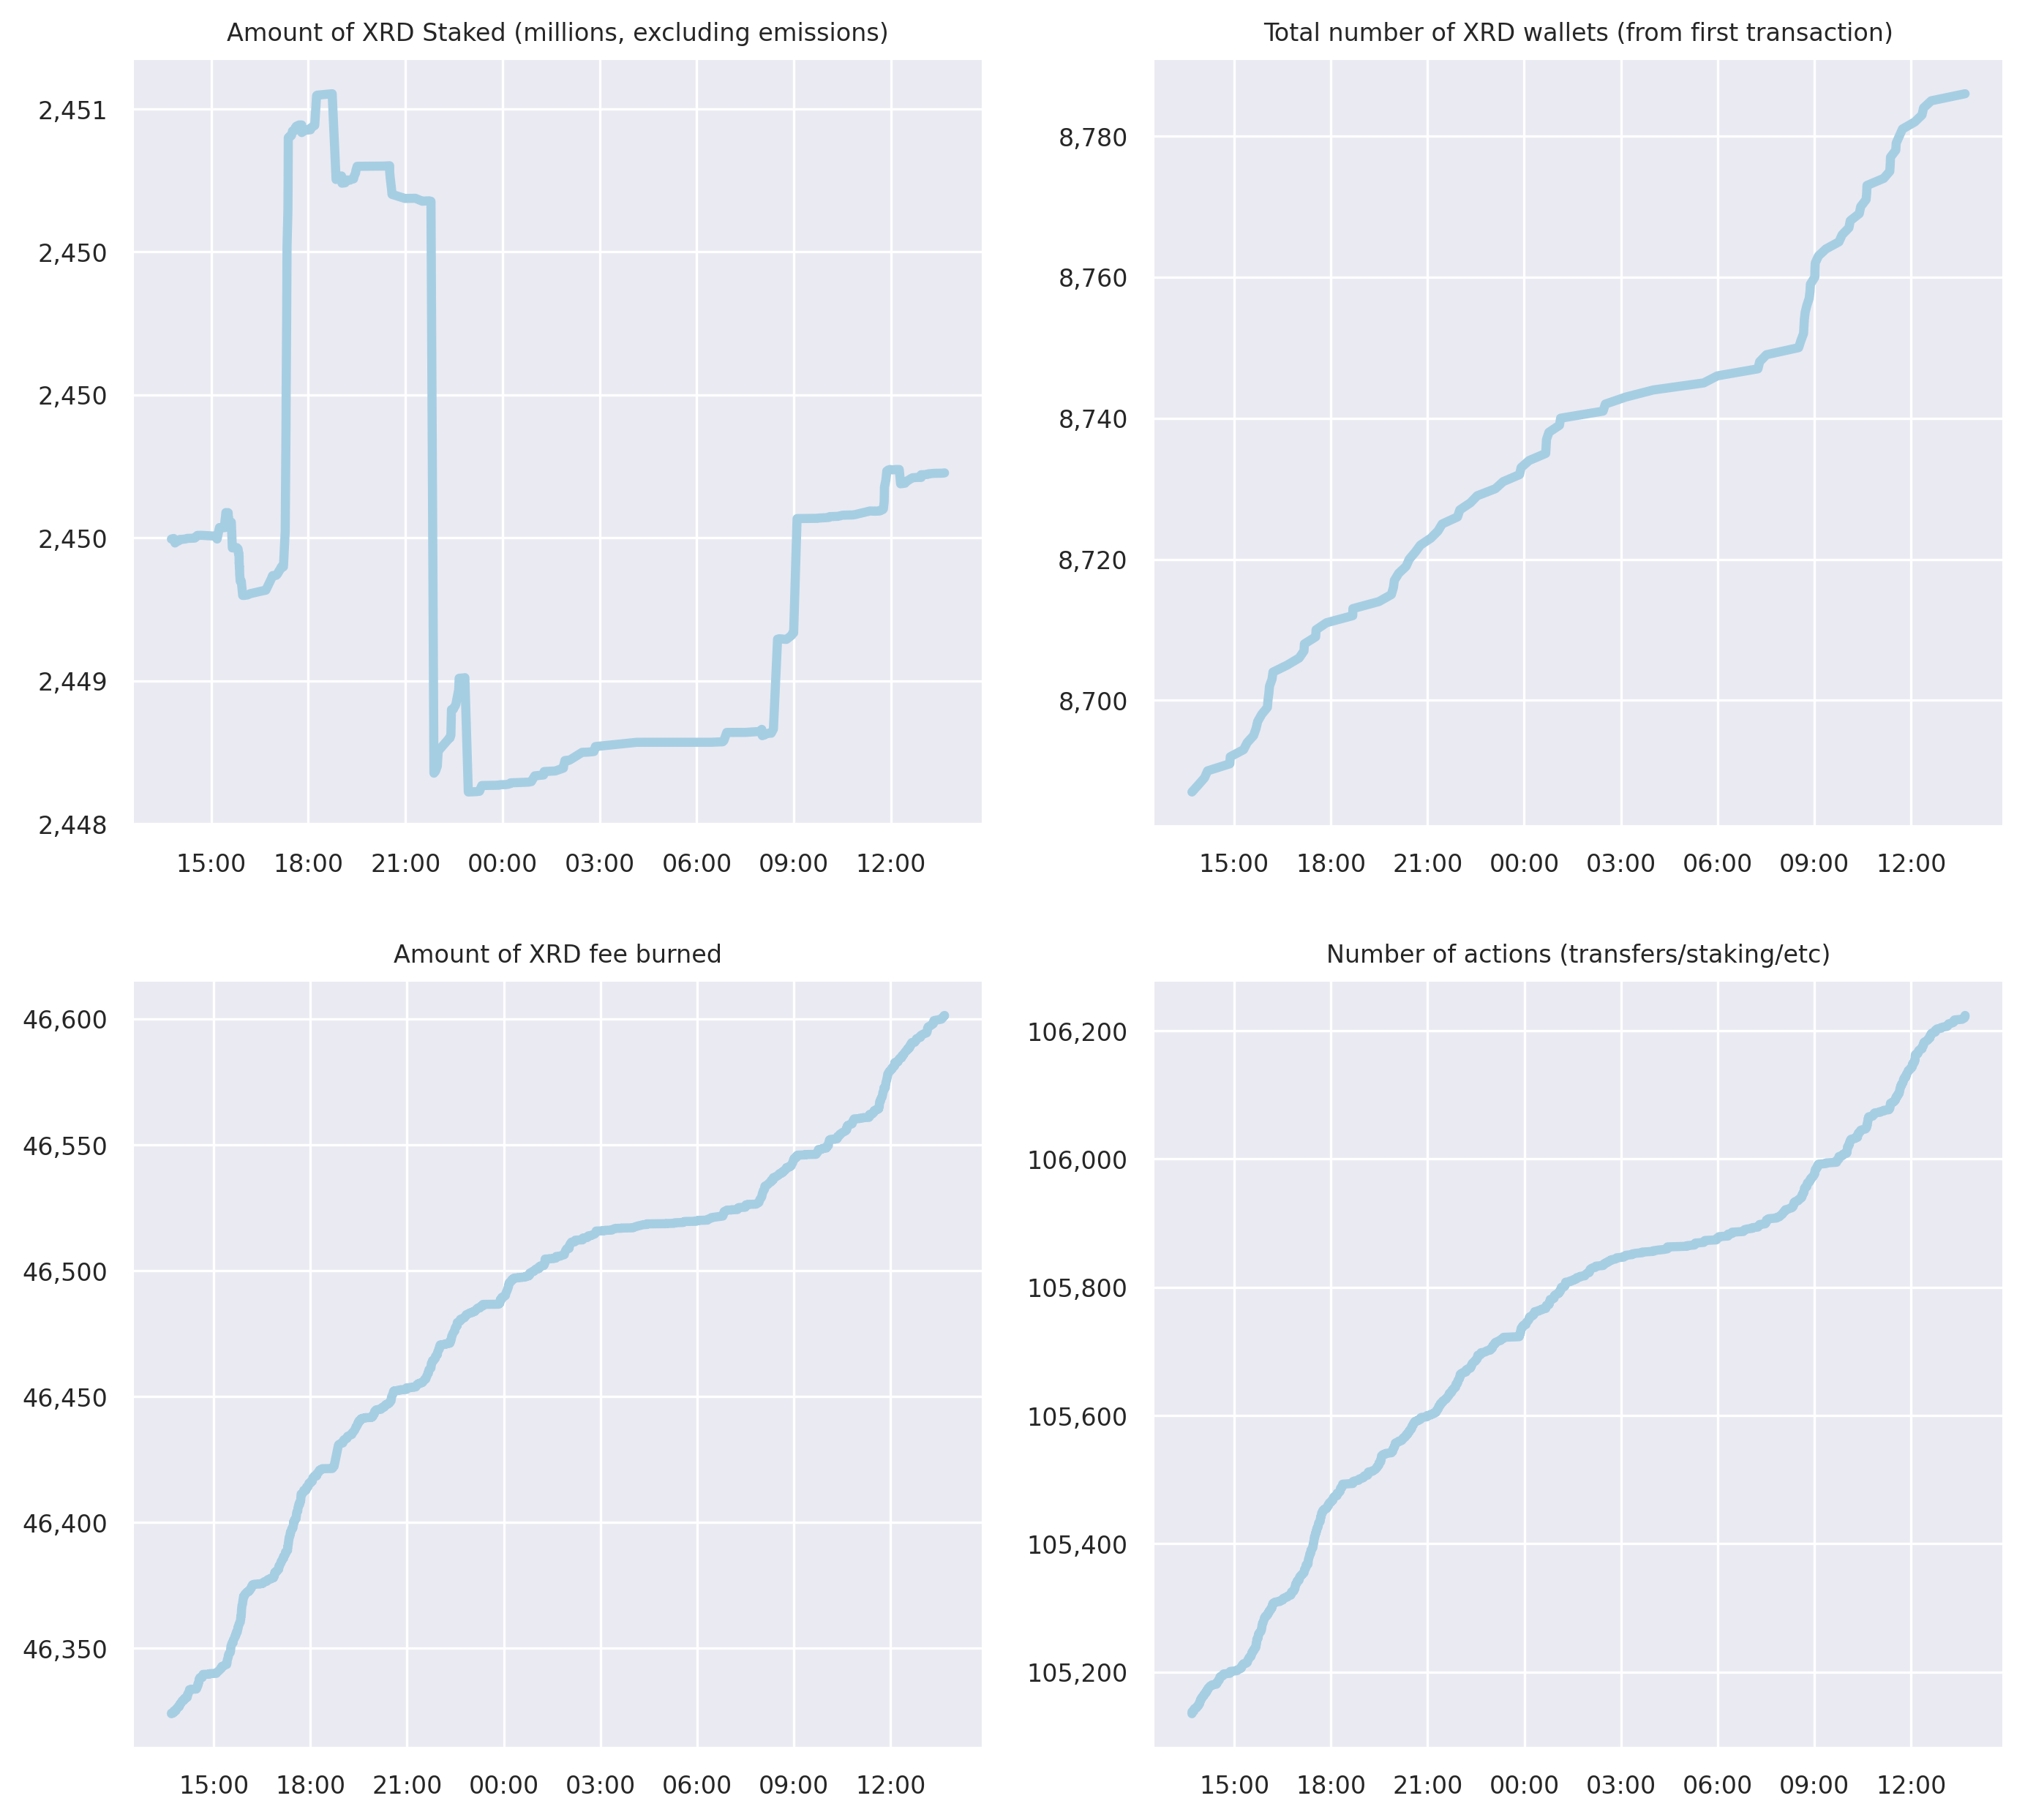 Amount of XRD Staked (millions, excluding emissions)
2,451
2,450
2,450
2,450
2,449
2,448
15:00 18:00 21:00 00:00 03:00 06:00 09:00 12:00
Total number of XRD wallets (from first transaction)
8,780
8,760
8,740
8,720
8,700
15:00 18:00 21:00 00:00 03:00 06:00 09:00 12:00
Amount of XRD fee burned
46,600
46,550
46,500
46,450
46,400
46,350
15:00 18:00 21:00 00:00 03:00 06:00 09:00 12:00
Number of actions (transfers/staking/etc)
106,200
106,000
105,800
105,600
105,400
105,200
15:00 18:00 21:00 00:00 03:00 06:00 09:00 12:00